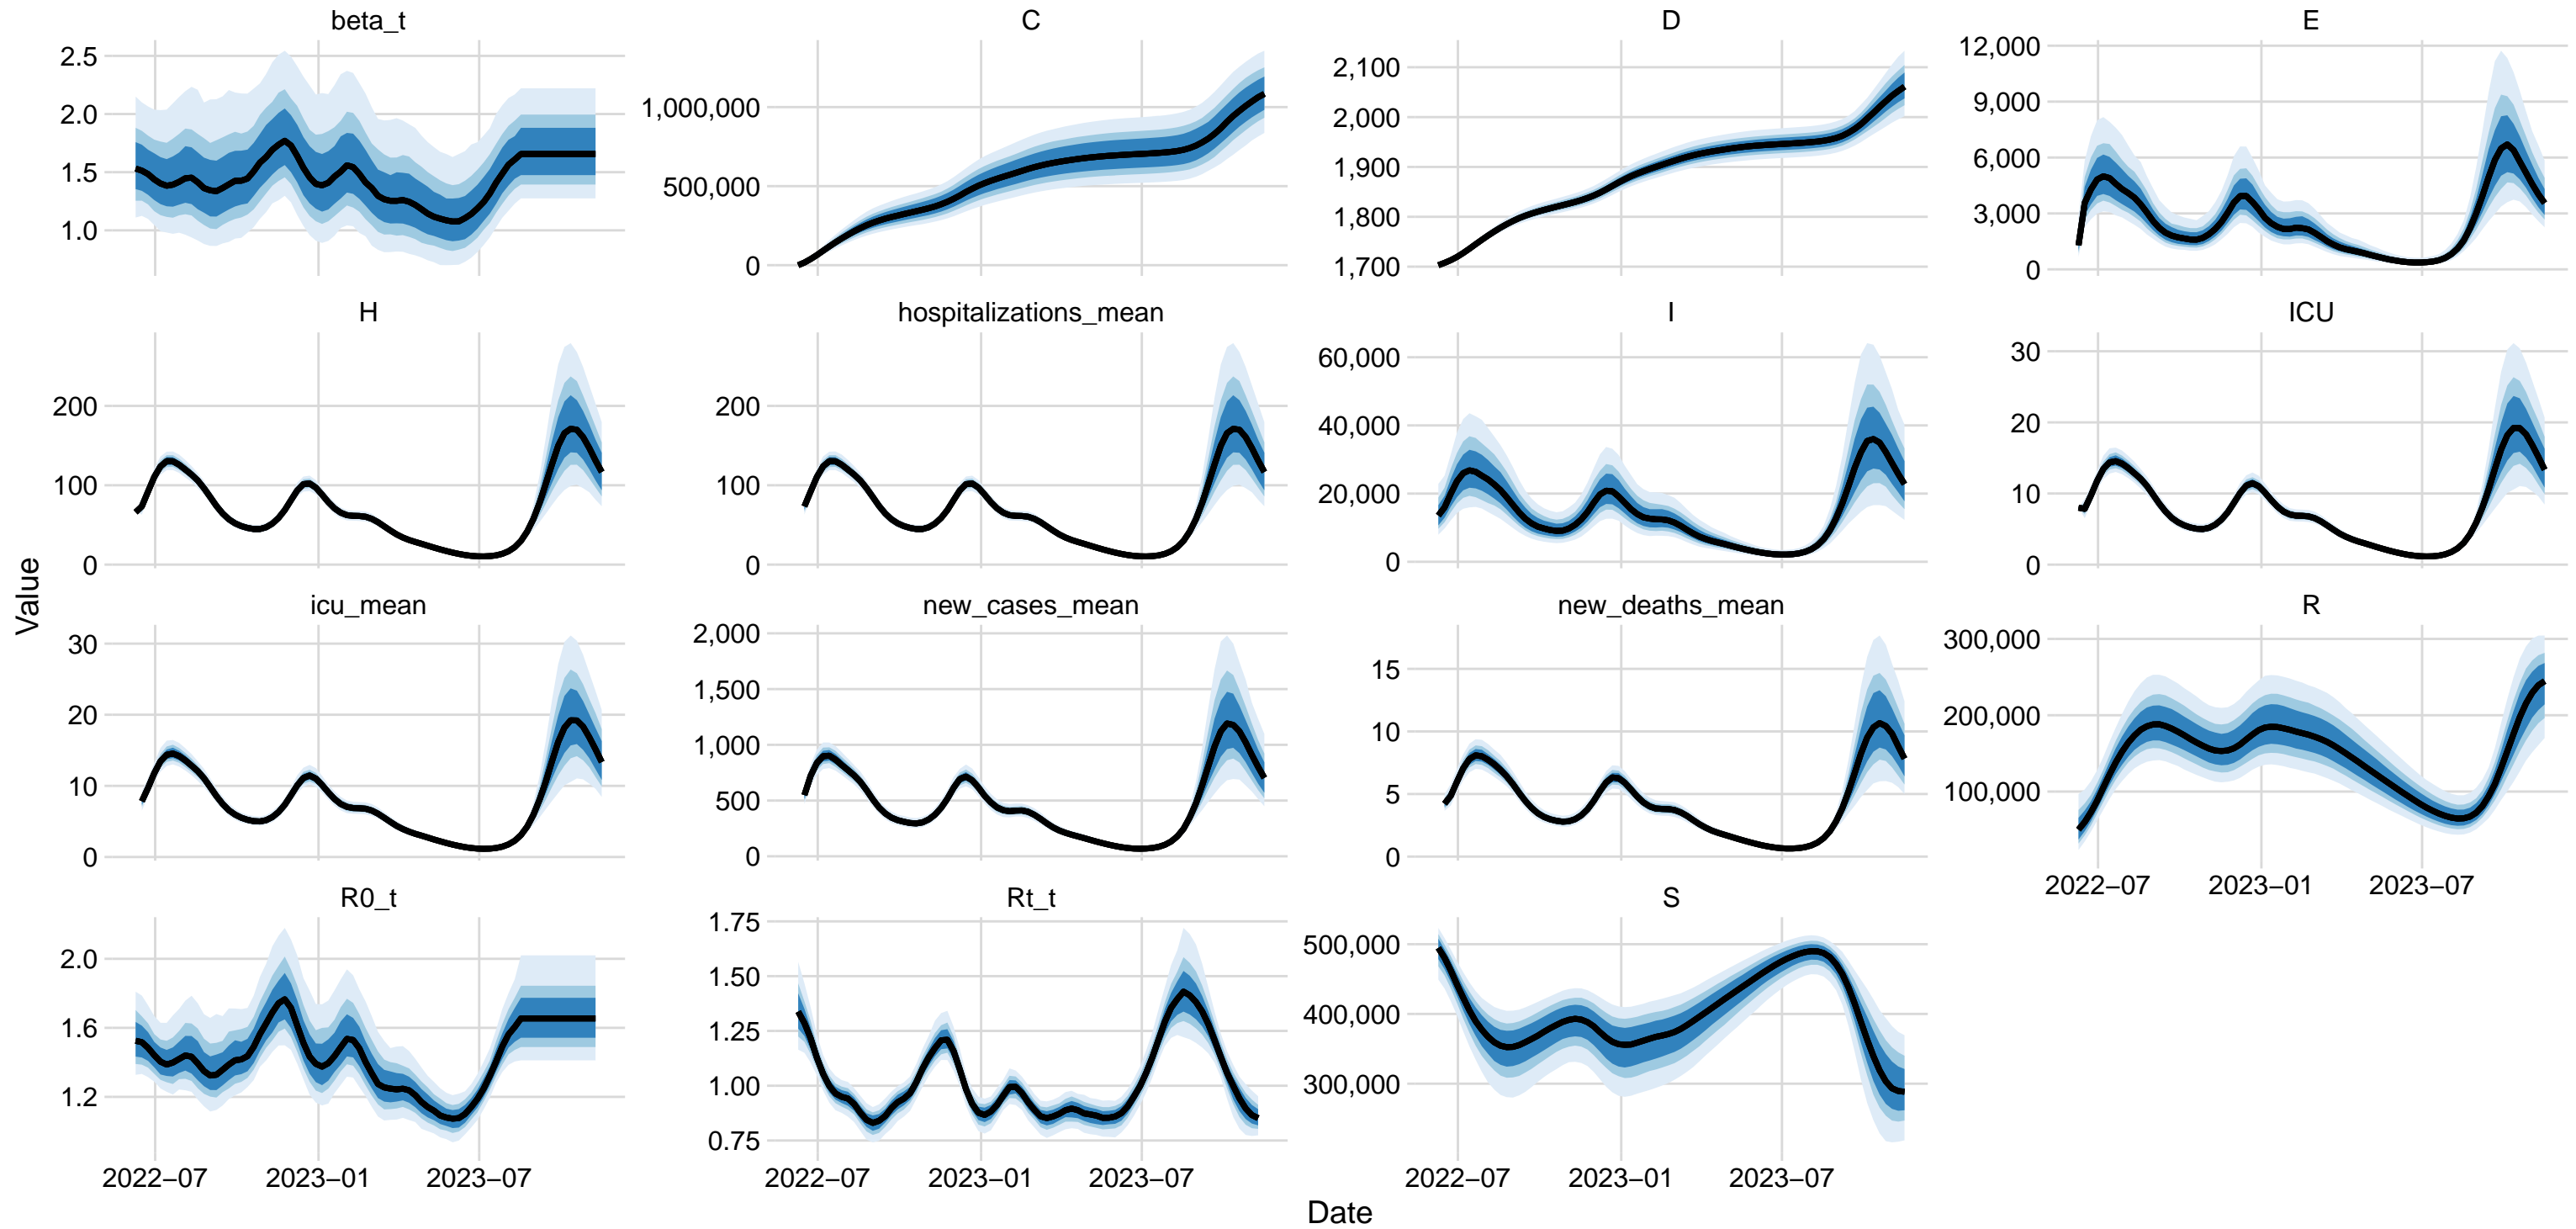 beta_t
C
D
E
2.5
2.0
1.5
1.0
1,000,000
500,000
0
2,100
2,000
1,900
1,800
1,700
12,000
9,000
6,000
3,000
0
H
hospitalizations_mean
I
ICU
200
100
0
200
100
0
60,000
40,000
20,000
0
30
20
10
0
Value
icu_mean
new_cases_mean
new_deaths_mean
R
30
20
10
0
2,000
1,500
1,000
500
0
15
10
5
0
300,000
200,000
100,000
2022−07 2023−01 2023−07
R0_t
Rt_t
S
2.0
1.6
1.2
1.75
1.50
1.25
1.00
0.75
500,000
400,000
300,000
2022−07 2023−01 2023−07
2022−07 2023−01 2023−07
2022−07 2023−01 2023−07
Date